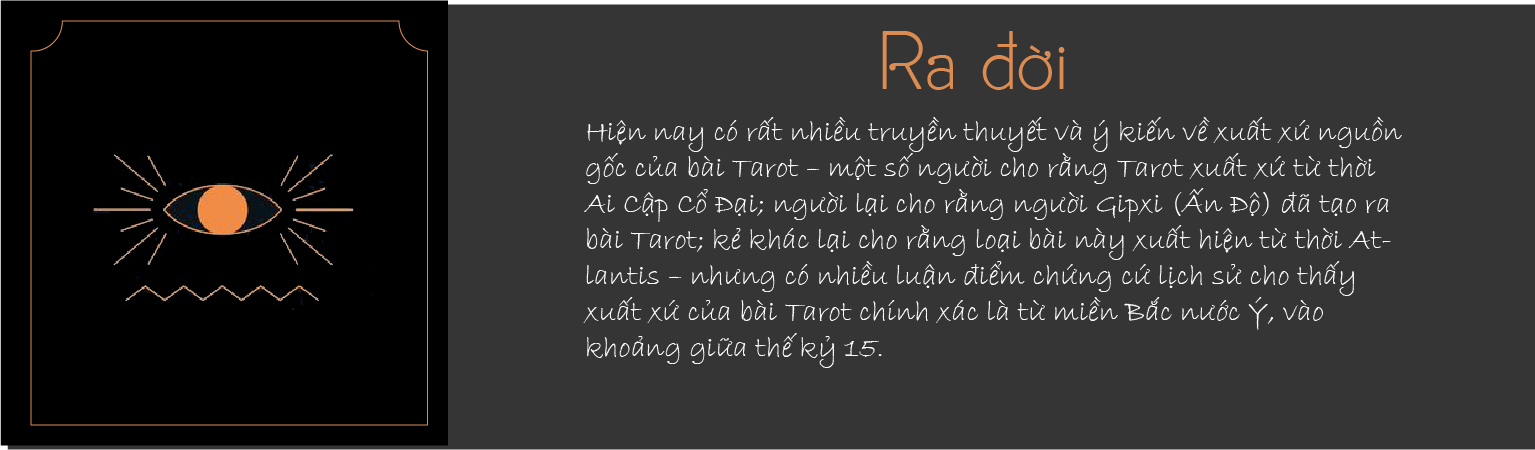 Ra đời
Hiện nay có rất nhiều truyền thuyết và ý kiến về xuất xứ nguồn
gốc của bài Tarot – một số người cho rằng Tarot xuất xứ từ thời
Ai Cập Cổ Đại; người lại cho rằng người Gipxi (Ấn Độ) đã tạo ra
bài Tarot; kẻ khác lại cho rằng loại bài này xuất hiện từ thời At-
lantis – nhưng có nhiều luận điểm chứng cứ lịch sử cho thấy
xuất xứ của bài Tarot chính xác là từ miền Bắc nước Ý, vào
khoảng giữa thế kỷ 15.